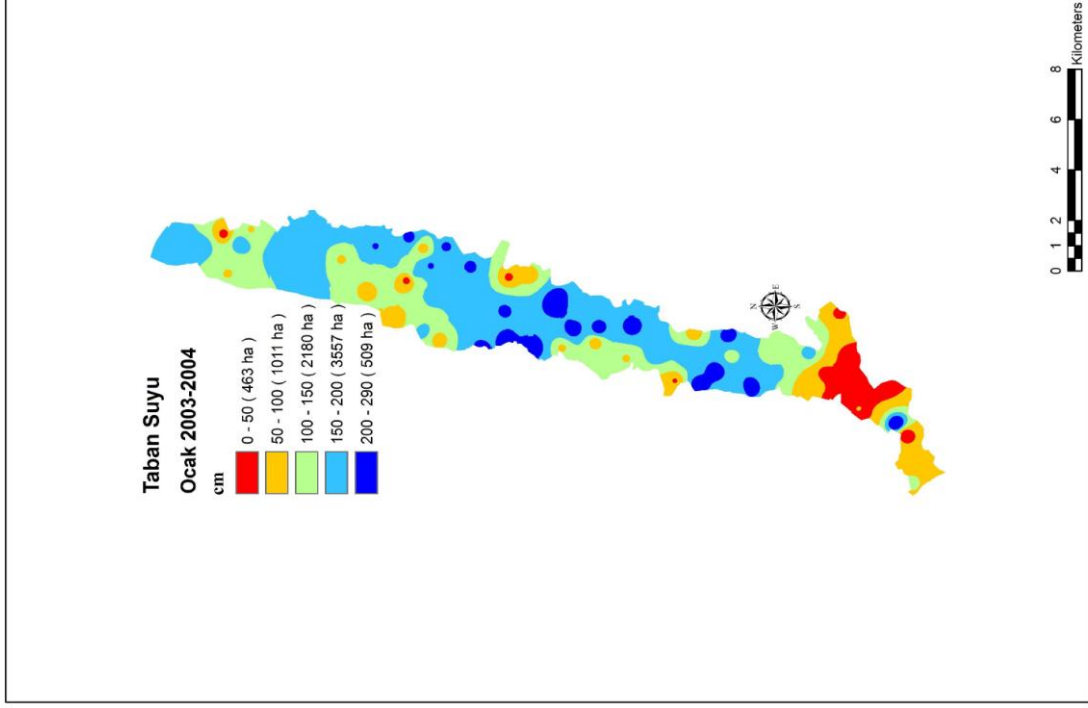 Taban Suyu
Ocak 2003-2004
cm
0 - 50 ( 463 ha )
50 - 100 ( 1011 ha )
100 - 150 ( 2180 ha )
150 - 200 ( 3557 ha )
200 - 290 ( 509 ha )
N
W E
S
0 1 2 4 6 8
Kilometers